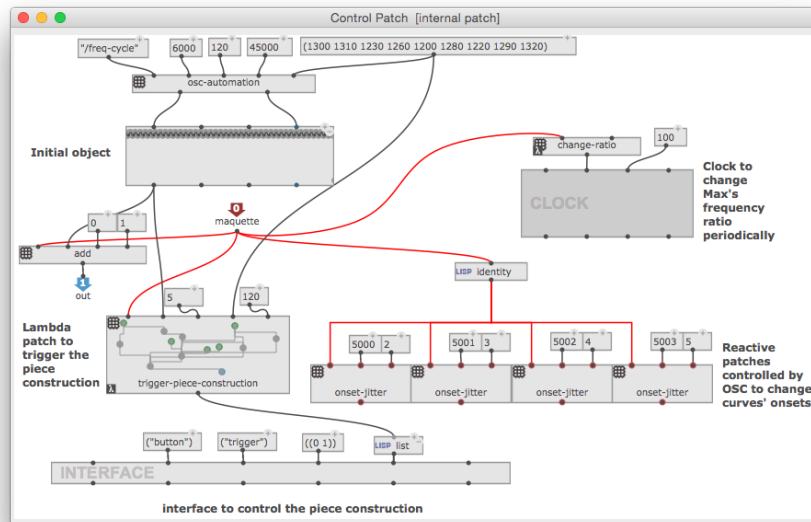 Control Patch [internal patch]
"/freq-cycle"
6000
120
45000
(1300 1310 1230 1260 1200 1280 1220 1290 1320)
osc-automation
Initial object
change-ratio
100
CLOCK
Clock to
change
Max's
frequency
ratio
periodically
0
maquette
0
1
add
1
out
LISP identity
Lambda
patch to
trigger the
piece
construction
5
120
trigger-piece-construction
5000 2
5001 3
5002 4
5003 5
onset-jitter
onset-jitter
onset-jitter
onset-jitter
Reactive
patches
controlled by
OSC to change
curves' onsets
("button")
("trigger")
((0 1))
LISP list
INTERFACE
interface to control the piece construction